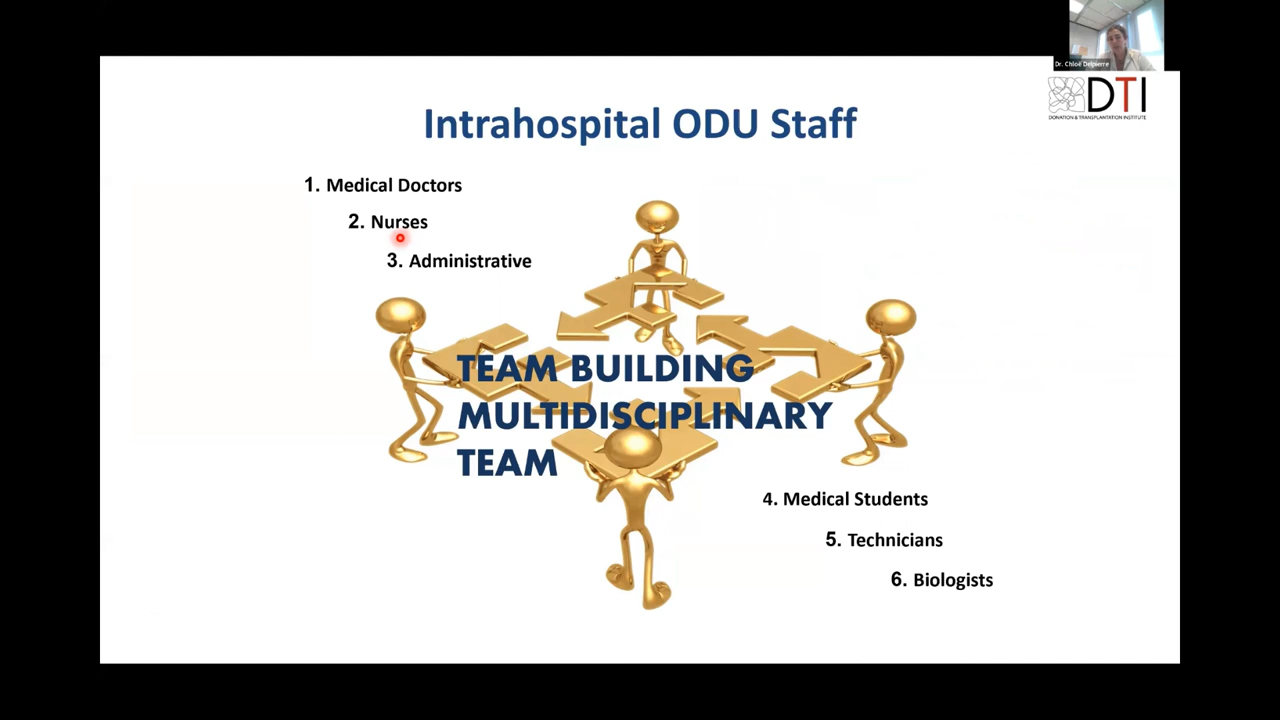 Dr. Chloë Delpierre
DTI
DONATION & TRANSPLANTATION INSTITUTE
Intrahospital ODU Staff
1. Medical Doctors
2. Nurses
3. Administrative
TEAM BUILDING
MULTIDISCIPLINARY
TEAM
4. Medical Students
5. Technicians
6. Biologists